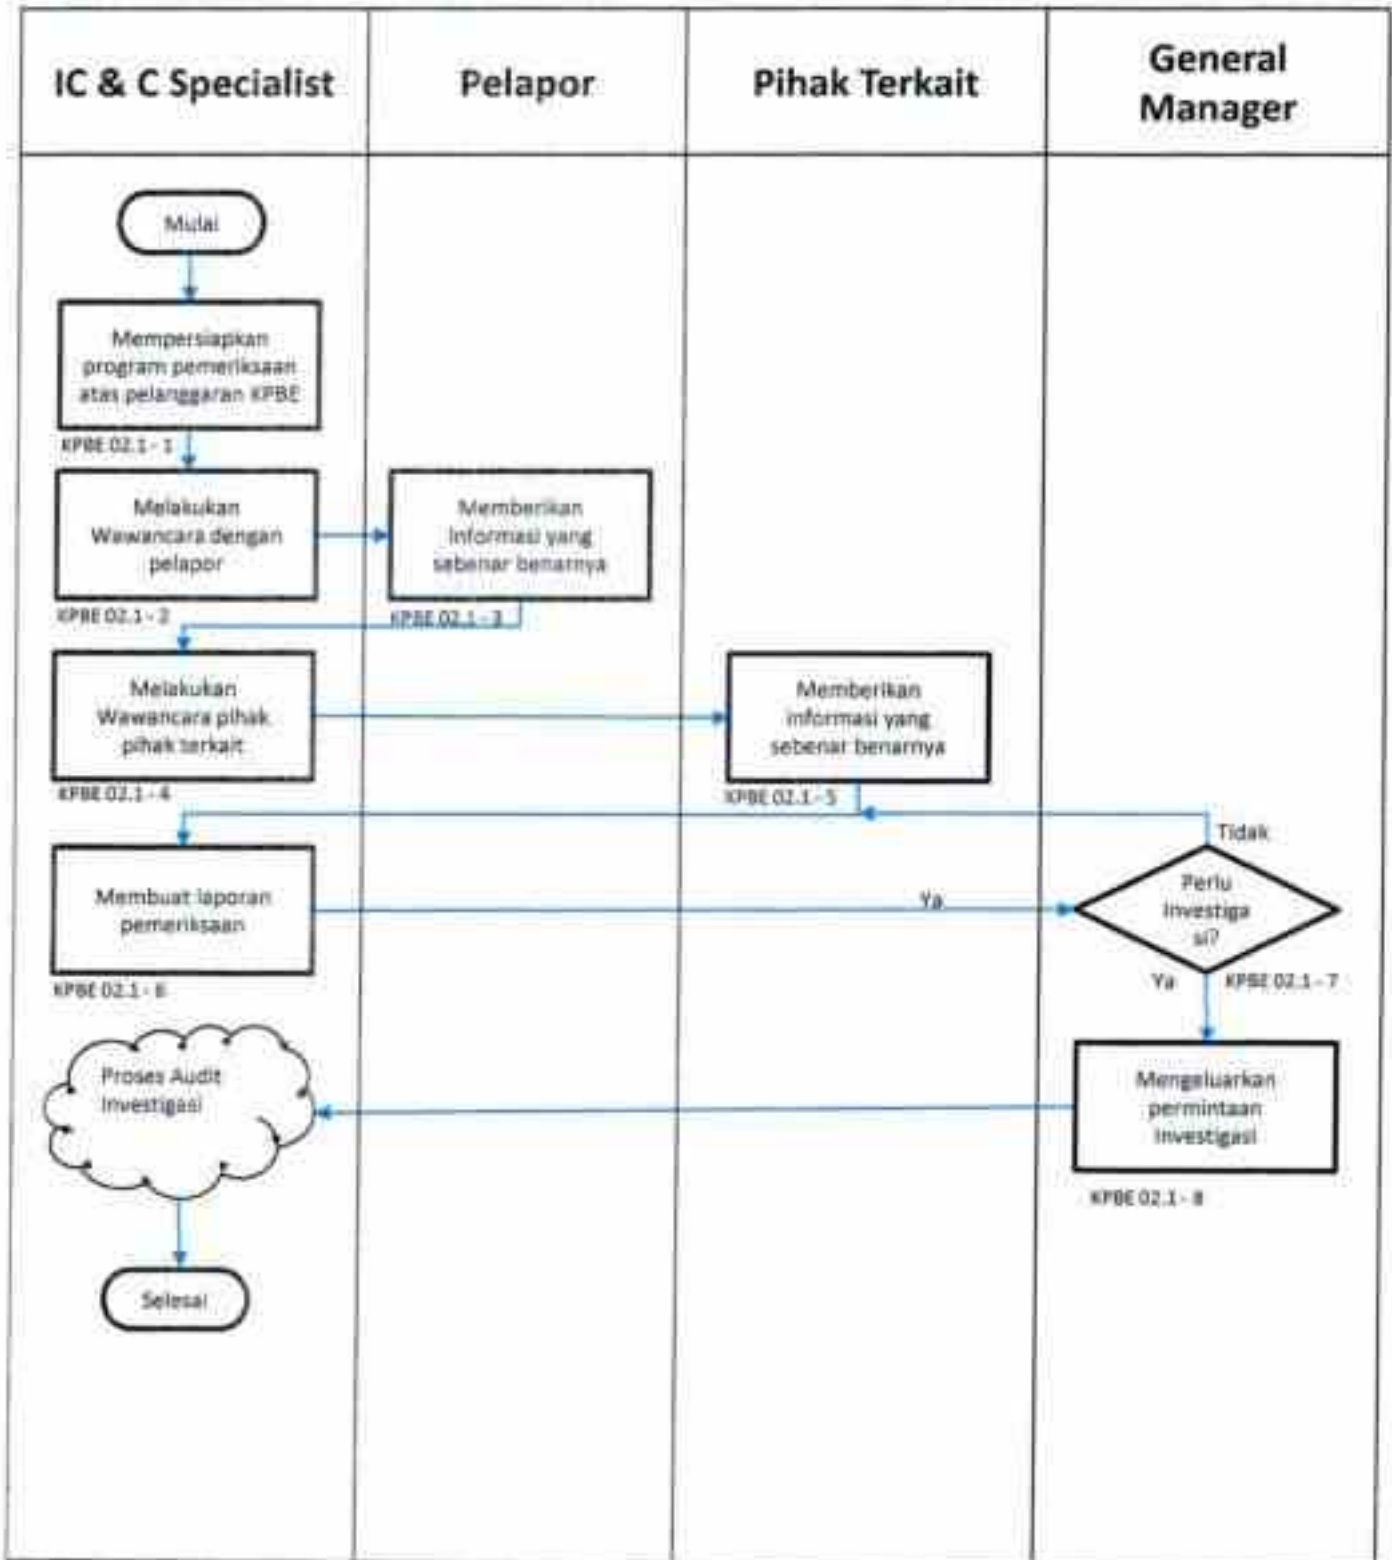 IC & C Specialist
Pelapor
Pihak Terkait
General
Manager
Mulai
Mempersiapkan
program pemeriksaan
atas pelanggaran KPBE
KPBE 02.1 - 1
Melakukan
Wawancara dengan
pelapor
KPBE 02.1 - 2
Memberikan
Informasi yang
sebenar benarnya
KPBE 02.1 - 3
Melakukan
Wawancara pihak
pihak terkait
KPBE 02.1 - 4
Memberikan
informasi yang
sebenar benarnya
KPBE 02.1 - 5
Membuat laporan
pemeriksaan
KPBE 02.1 - 6
Ya
Tidak
Perlu
Investiga
si?
Ya
KPBE 02.1 - 7
Mengeluarkan
permintaan
Investigasi
KPBE 02.1 - 8
Proses Audit
Investigasi
Selesai